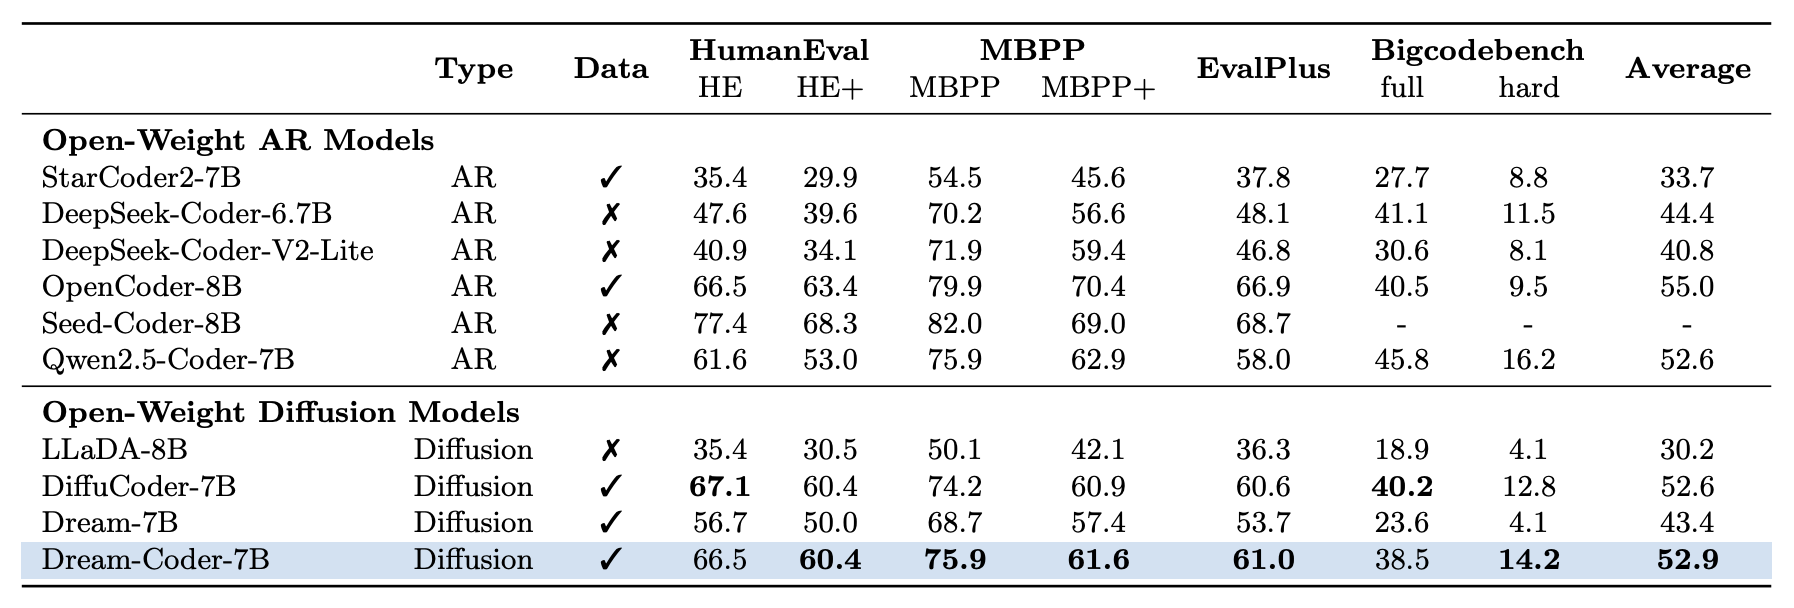 HumanEval MBPP Bigcodebench
Type Data EvalPlus Average
HE HE+ MBPP MBPP+ full hard
Open-Weight AR Models
StarCoder2-7B AR ✓ 35.4 29.9 54.5 45.6 37.8 27.7 8.8 33.7
DeepSeek-Coder-6.7B AR ✗ 47.6 39.6 70.2 56.6 48.1 41.1 11.5 44.4
DeepSeek-Coder-V2-Lite AR ✗ 40.9 34.1 71.9 59.4 46.8 30.6 8.1 40.8
OpenCoder-8B AR ✓ 66.5 63.4 79.9 70.4 66.9 40.5 9.5 55.0
Seed-Coder-8B AR ✗ 77.4 68.3 82.0 69.0 68.7 - - -
Qwen2.5-Coder-7B AR ✗ 61.6 53.0 75.9 62.9 58.0 45.8 16.2 52.6
Open-Weight Diffusion Models
LLaDA-8B Diffusion ✗ 35.4 30.5 50.1 42.1 36.3 18.9 4.1 30.2
DiffuCoder-7B Diffusion ✓ 67.1 60.4 74.2 60.9 60.6 40.2 12.8 52.6
Dream-7B Diffusion ✓ 56.7 50.0 68.7 57.4 53.7 23.6 4.1 43.4
Dream-Coder-7B Diffusion ✓ 66.5 60.4 75.9 61.6 61.0 38.5 14.2 52.9